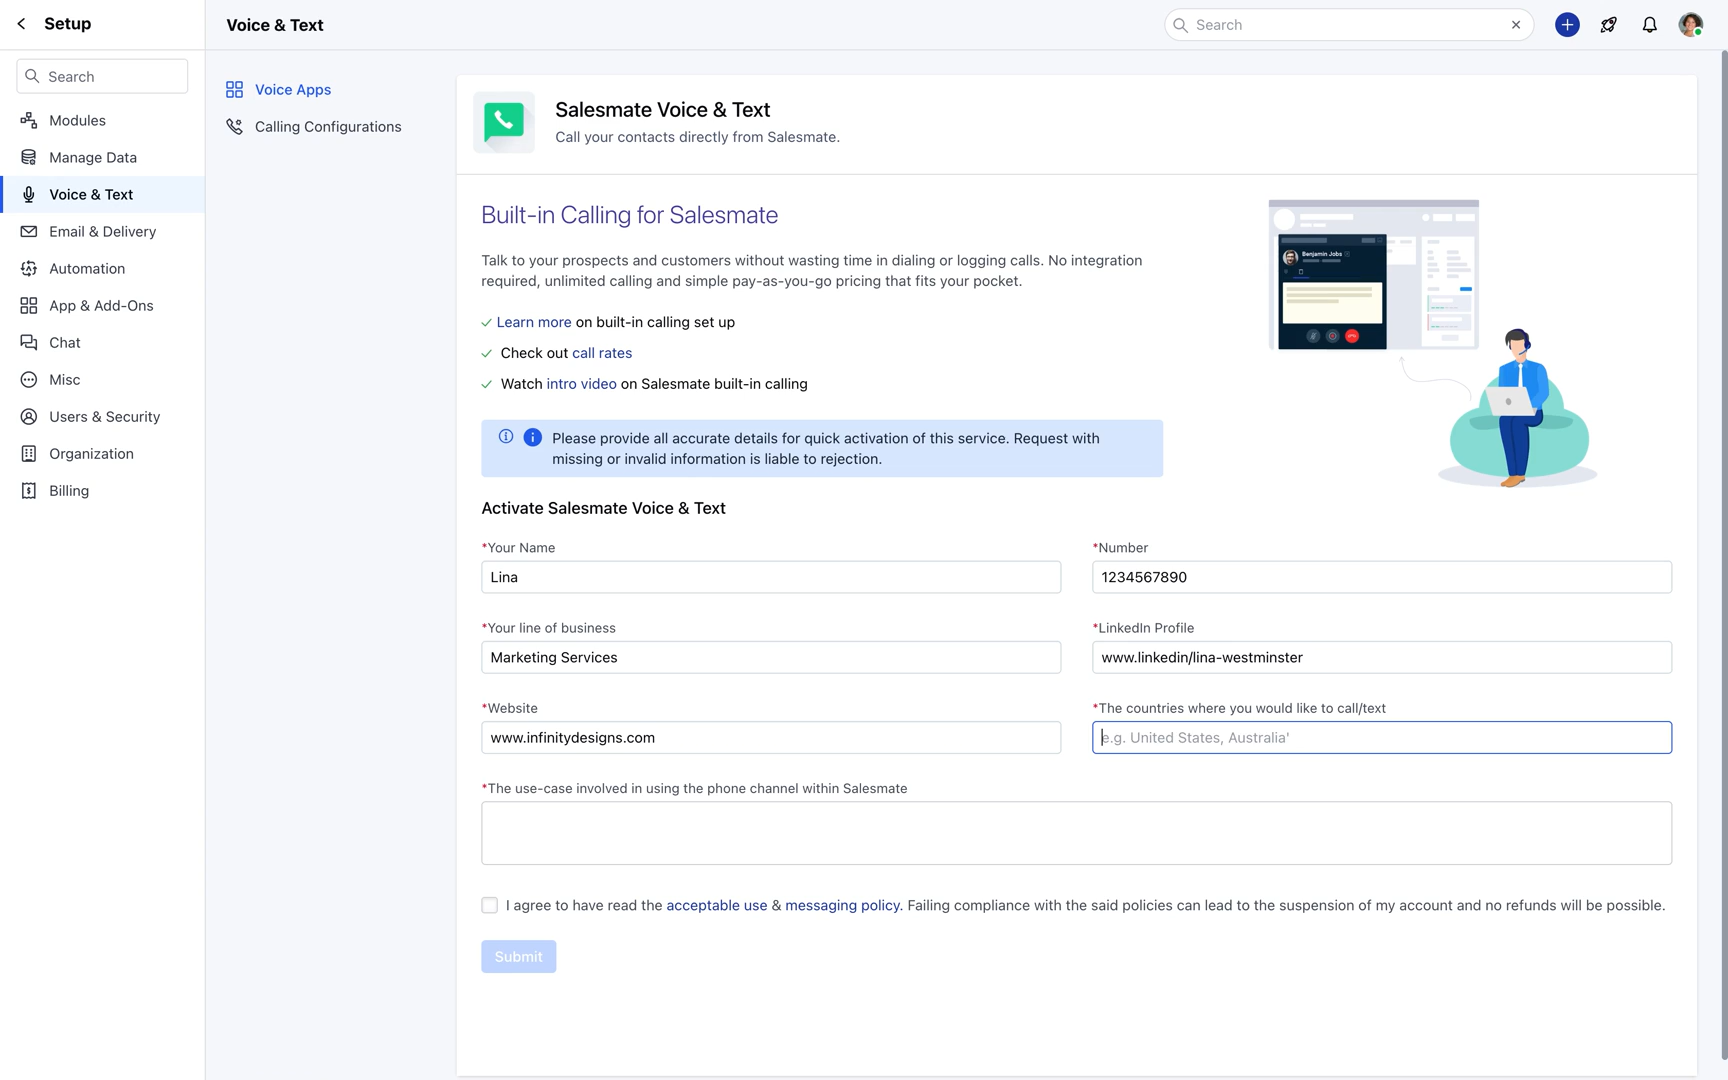 Setup
Voice & Text
Search
Search
Modules
Manage Data
Voice & Text
Email & Delivery
Automation
App & Add-Ons
Chat
Misc
Users & Security
Organization
Billing
Voice Apps
Calling Configurations
Salesmate Voice & Text
Call your contacts directly from Salesmate.
Built-in Calling for Salesmate
Talk to your prospects and customers without wasting time in dialing or logging calls. No integration
required, unlimited calling and simple pay-as-you-go pricing that fits your pocket.
Learn more on built-in calling set up
Check out call rates
Watch intro video on Salesmate built-in calling
Benjamin Jobs
Please provide all accurate details for quick activation of this service. Request with
missing or invalid information is liable to rejection.
Activate Salesmate Voice & Text
*Your Name
Lina
*Number
1234567890
*Your line of business
Marketing Services
*LinkedIn Profile
www.linkedin/lina-westminster
*Website
www.infinitydesigns.com
*The countries where you would like to call/text
e.g. United States, Australia'
*The use-case involved in using the phone channel within Salesmate
I agree to have read the acceptable use & messaging policy. Failing compliance with the said policies can lead to the suspension of my account and no refunds will be possible.
Submit